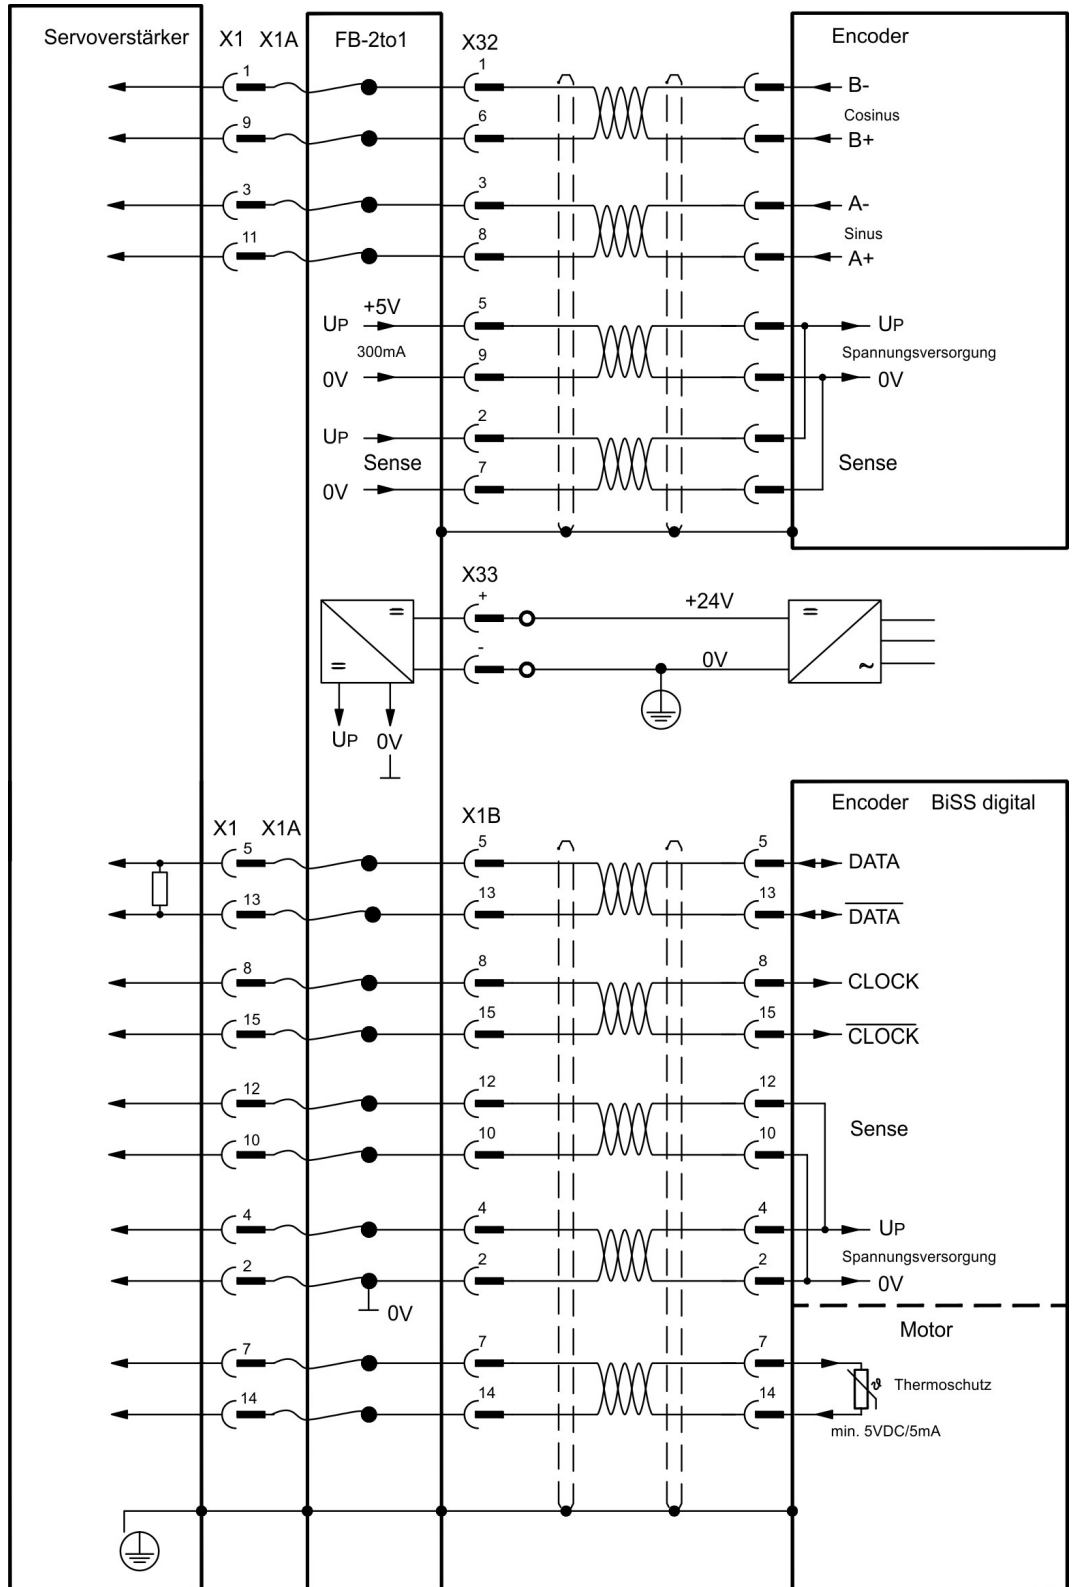 Servoverstärker X1 X1A FB-2to1 X32 Encoder
1 1 B-
Cosinus
9 6 B+
3 3 A-
Sinus
11 8 A+
+5V 5
UP UP
300mA 9 Spannungsversorgung
0V 0V
2
UP
Sense 7 Sense
0V
X33
+ +24V = =
- 0V
= ~
UP 0V
Encoder BiSS digital
X1 X1A X1B
5 5 5 DATA
13 13 13 DATA
8 8 8 CLOCK
15 15 15 CLOCK
12 12 12
Sense
10 10 10
4 4 4 UP
Spannungsversorgung
2 2 2 0V
0V
Motor
7 7 7
ϑ Thermoschutz
14 14 14
min. 5VDC/5mA